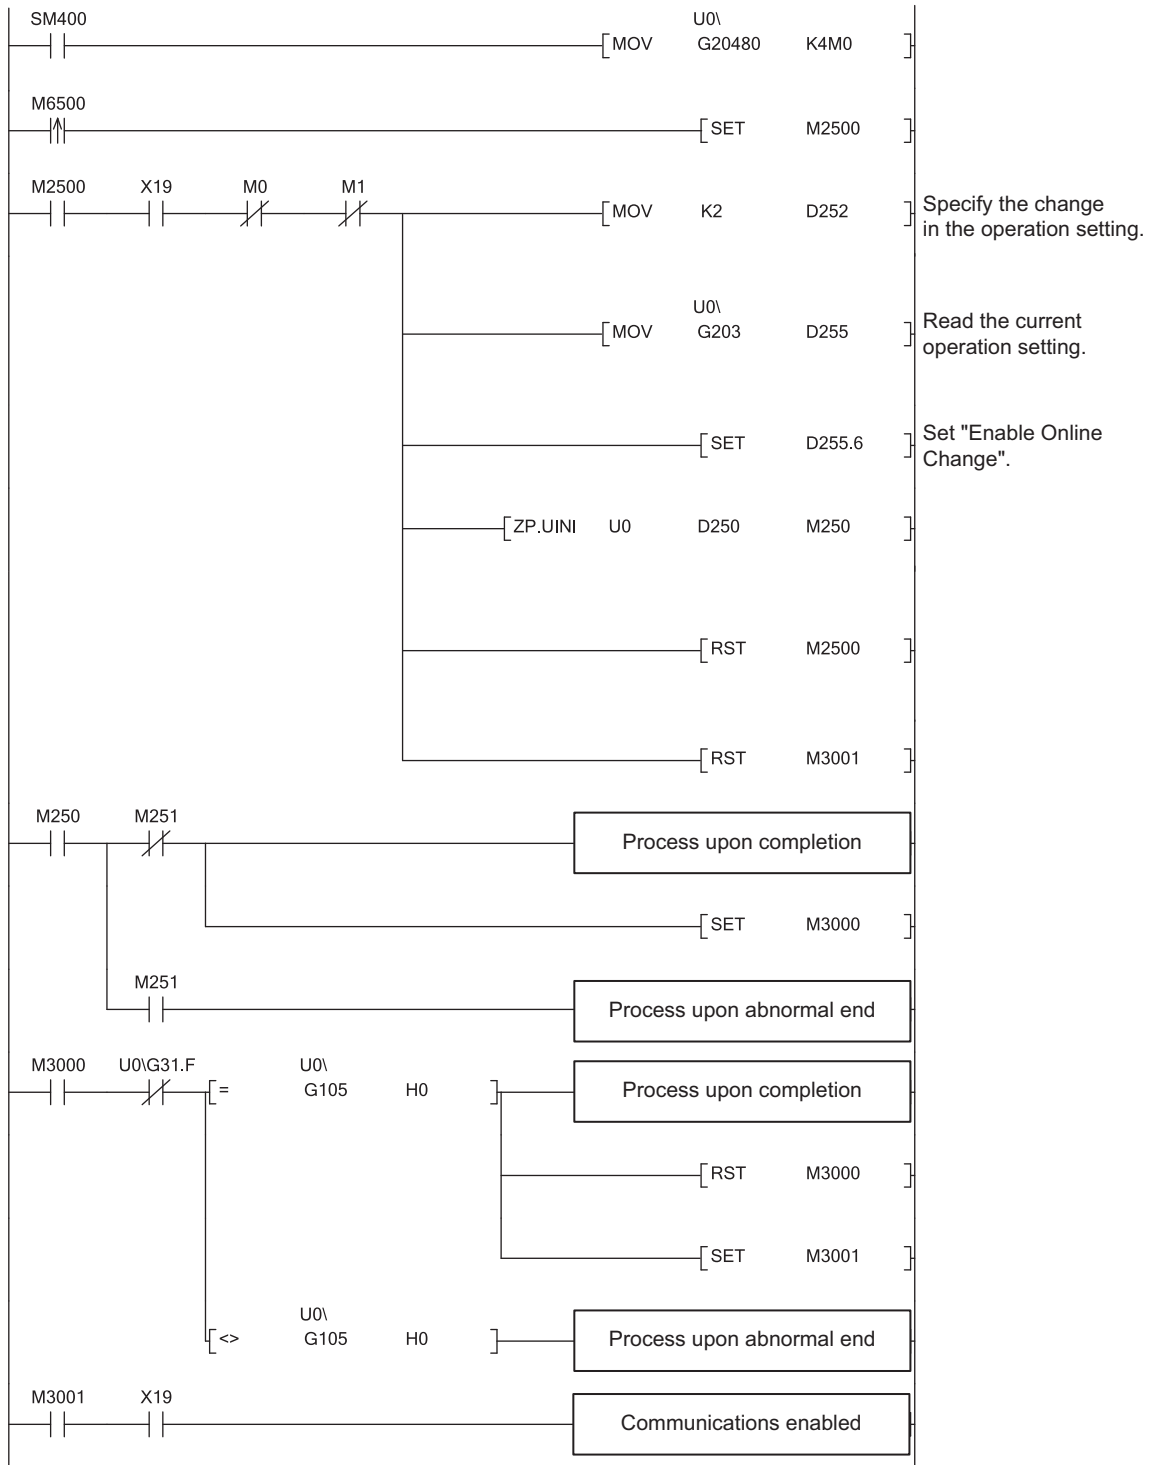 SM400
U0\
MOV G20480 K4M0
M6500
SET M2500
M2500 X19 M0 M1
MOV K2 D252
Specify the change
in the operation setting.
U0\
MOV G203 D255
Read the current
operation setting.
SET D255.6
Set "Enable Online
Change".
ZP.UINI U0 D250 M250
RST M2500
RST M3001
M250 M251
Process upon completion
SET M3000
M251
Process upon abnormal end
M3000 U0\G31.F U0\
= G105 H0
Process upon completion
RST M3000
SET M3001
U0\
<> G105 H0
Process upon abnormal end
M3001 X19
Communications enabled